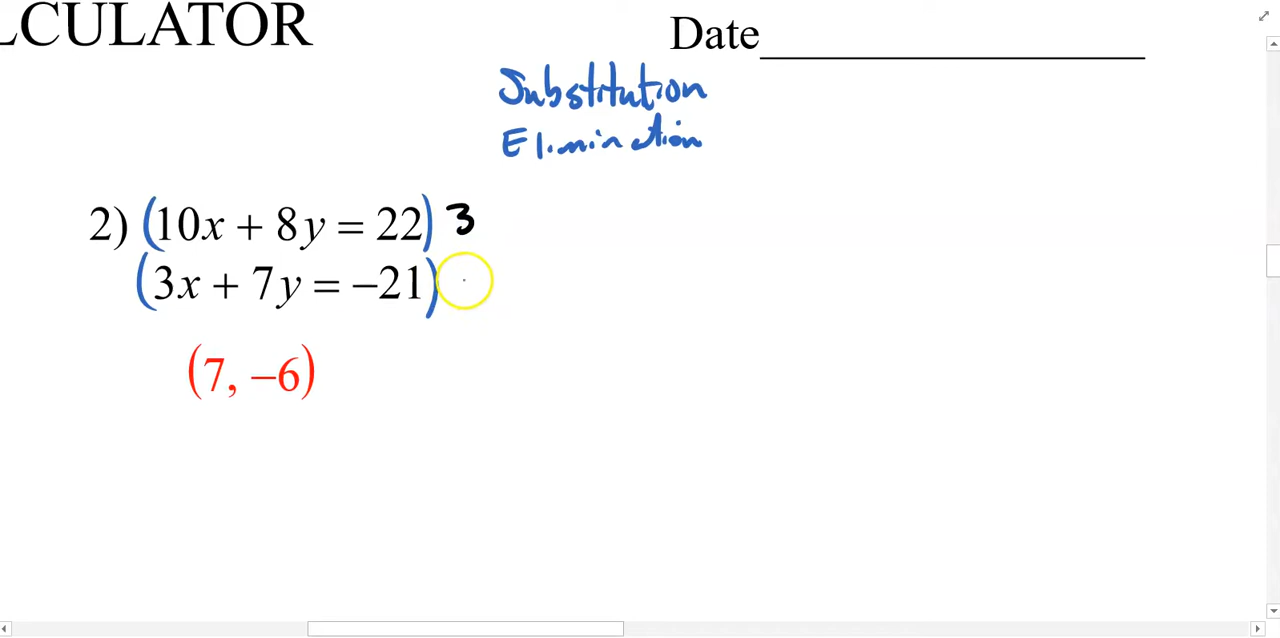 LCULATOR
Date
Substitution
Elimination
2) (10x + 8y = 22) 3
(3x + 7y = −21)
(7, −6)